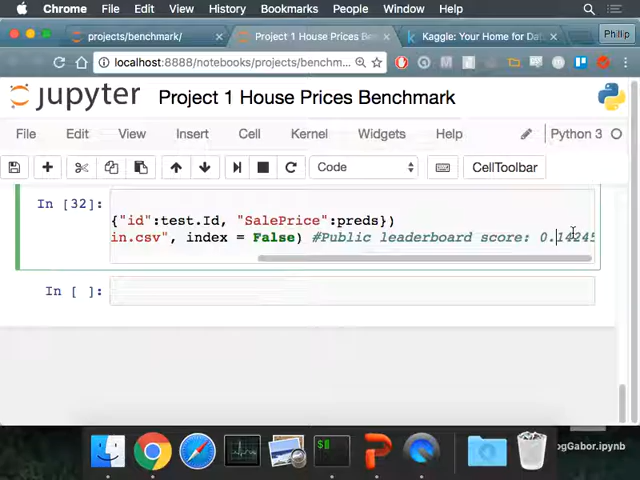 Chrome File Edit View History Bookmarks People Window Help
projects/benchmark/ Project 1 House Prices Benc Kaggle: Your Home for Dat Philip
localhost:8888/notebooks/projects/benchm...
jupyter Project 1 House Prices Benchmark
File Edit View Insert Cell Kernel Widgets Help Python 3
Code CellToolbar
In [32]:
{"id":test.Id, "SalePrice":preds})
in.csv", index = False) #Public leaderboard score: 0.14245
In [ ]:
ogGabor.ipynb